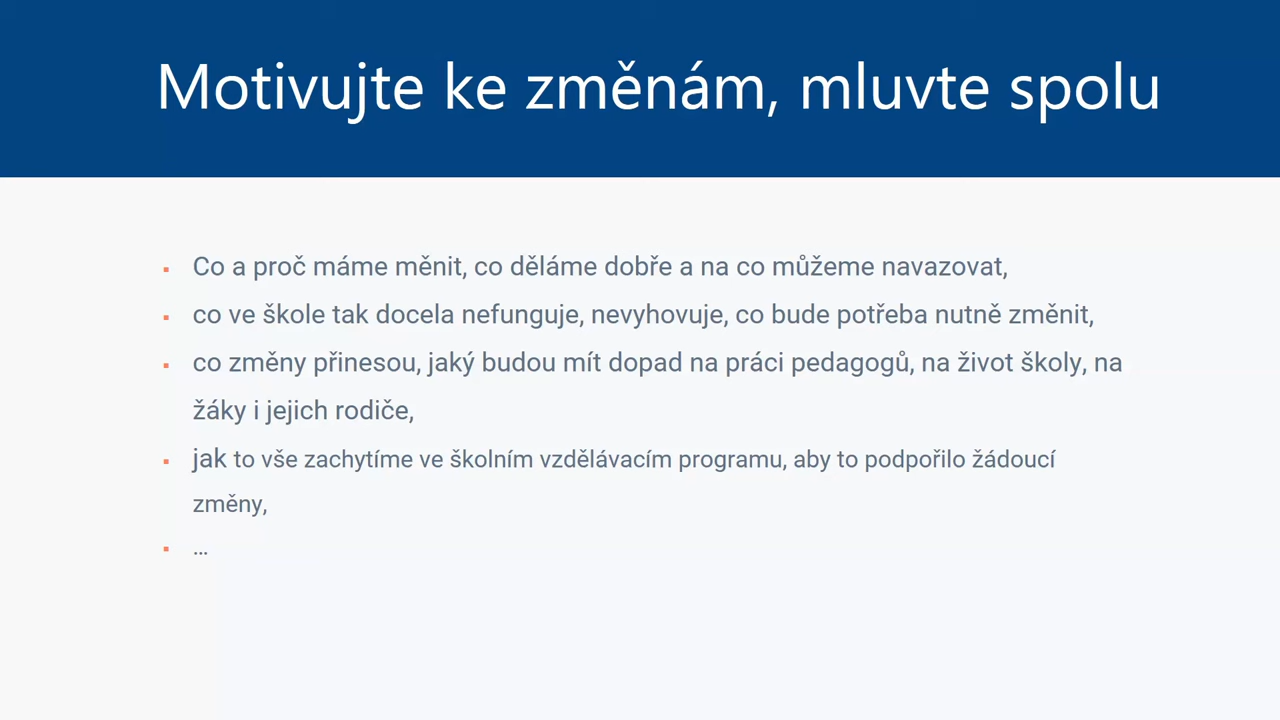 Motivujte ke změnám, mluvte spolu
▪ Co a proč máme měnit, co děláme dobře a na co můžeme navazovat,
▪ co ve škole tak docela nefunguje, nevyhovuje, co bude potřeba nutně změnit,
▪ co změny přinesou, jaký budou mít dopad na práci pedagogů, na život školy, na
žáky i jejich rodiče,
▪ jak to vše zachytíme ve školním vzdělávacím programu, aby to podpořilo žádoucí
změny,
▪ …